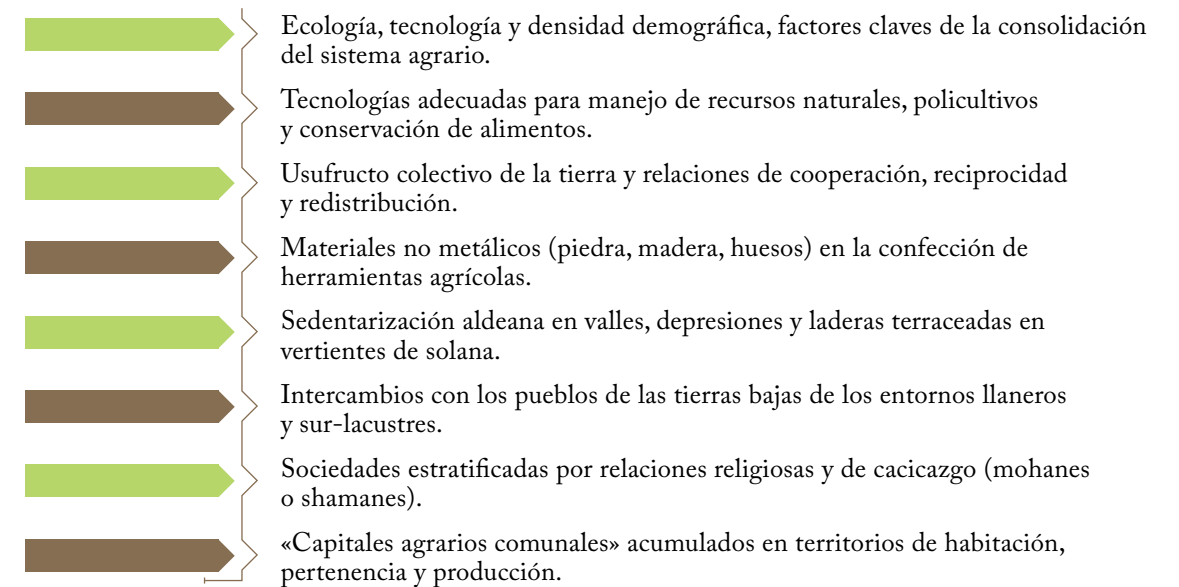 Ecología, tecnología y densidad demográfica, factores claves de la consolidación
del sistema agrario.
Tecnologías adecuadas para manejo de recursos naturales, policultivos
y conservación de alimentos.
Usufructo colectivo de la tierra y relaciones de cooperación, reciprocidad
y redistribución.
Materiales no metálicos (piedra, madera, huesos) en la confección de
herramientas agrícolas.
Sedentarización aldeana en valles, depresiones y laderas terraceadas en
vertientes de solana.
Intercambios con los pueblos de las tierras bajas de los entornos llaneros
y sur-lacustres.
Sociedades estratificadas por relaciones religiosas y de cacicazgo (mohanes
o shamanes).
«Capitales agrarios comunales» acumulados en territorios de habitación,
pertenencia y producción.